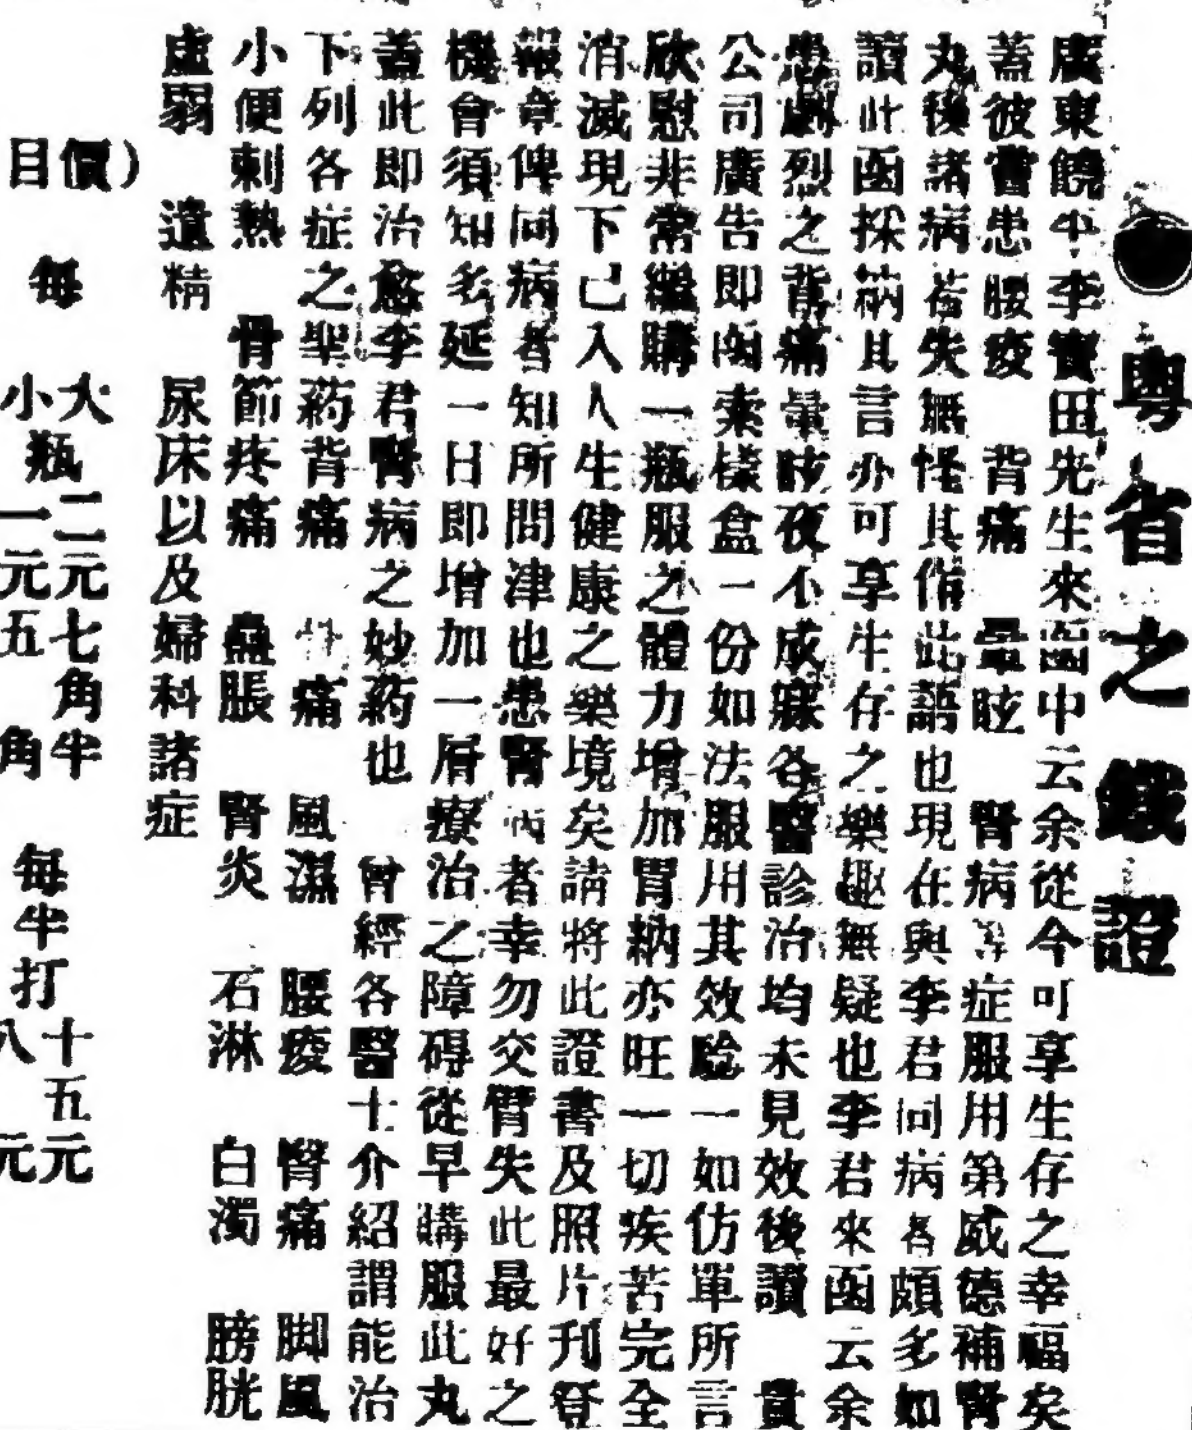 粤省之鐵證
廣東饒平李寶田先生來函中云余從今可享生存之幸福矣
蓋彼嘗患腰痠 背痛 暈眩 腎病等症服用第威德補腎
丸後諸病若失無怪其作此語也現在與李君同病者頗多如
讀此函採納其言亦可享生存之樂趣無疑也李君來函云余
患劇烈之背痛暈眩夜不成寐各醫診治均未見效後讀 貴
公司廣告即函索樣盒一份如法服用其效驗一如仿單所言
欣慰非常繼購一瓶服之體力增加胃納亦旺一切疾苦完全
消滅現下已入人生健康之樂境矣請將此證書及照片刊登
報章俾同病者知所問津也患腎病者幸勿交臂失此最好之
機會須知多延一日即增加一層療治之障碍從早購服此丸
蓋此即治愈李君腎病之妙葯也 曾經各醫士介紹謂能治
下列各症之聖葯背痛 痛 風濕 腰痠 腎痛 脚風
小便刺熱 骨節疼痛 蠱脹 腎炎 石淋 白濁 膀胱
虛弱 遺精 尿床以及婦科諸症
價目) 每 大瓶二元七角半 每半打 十五元
小瓶一元五角 八元